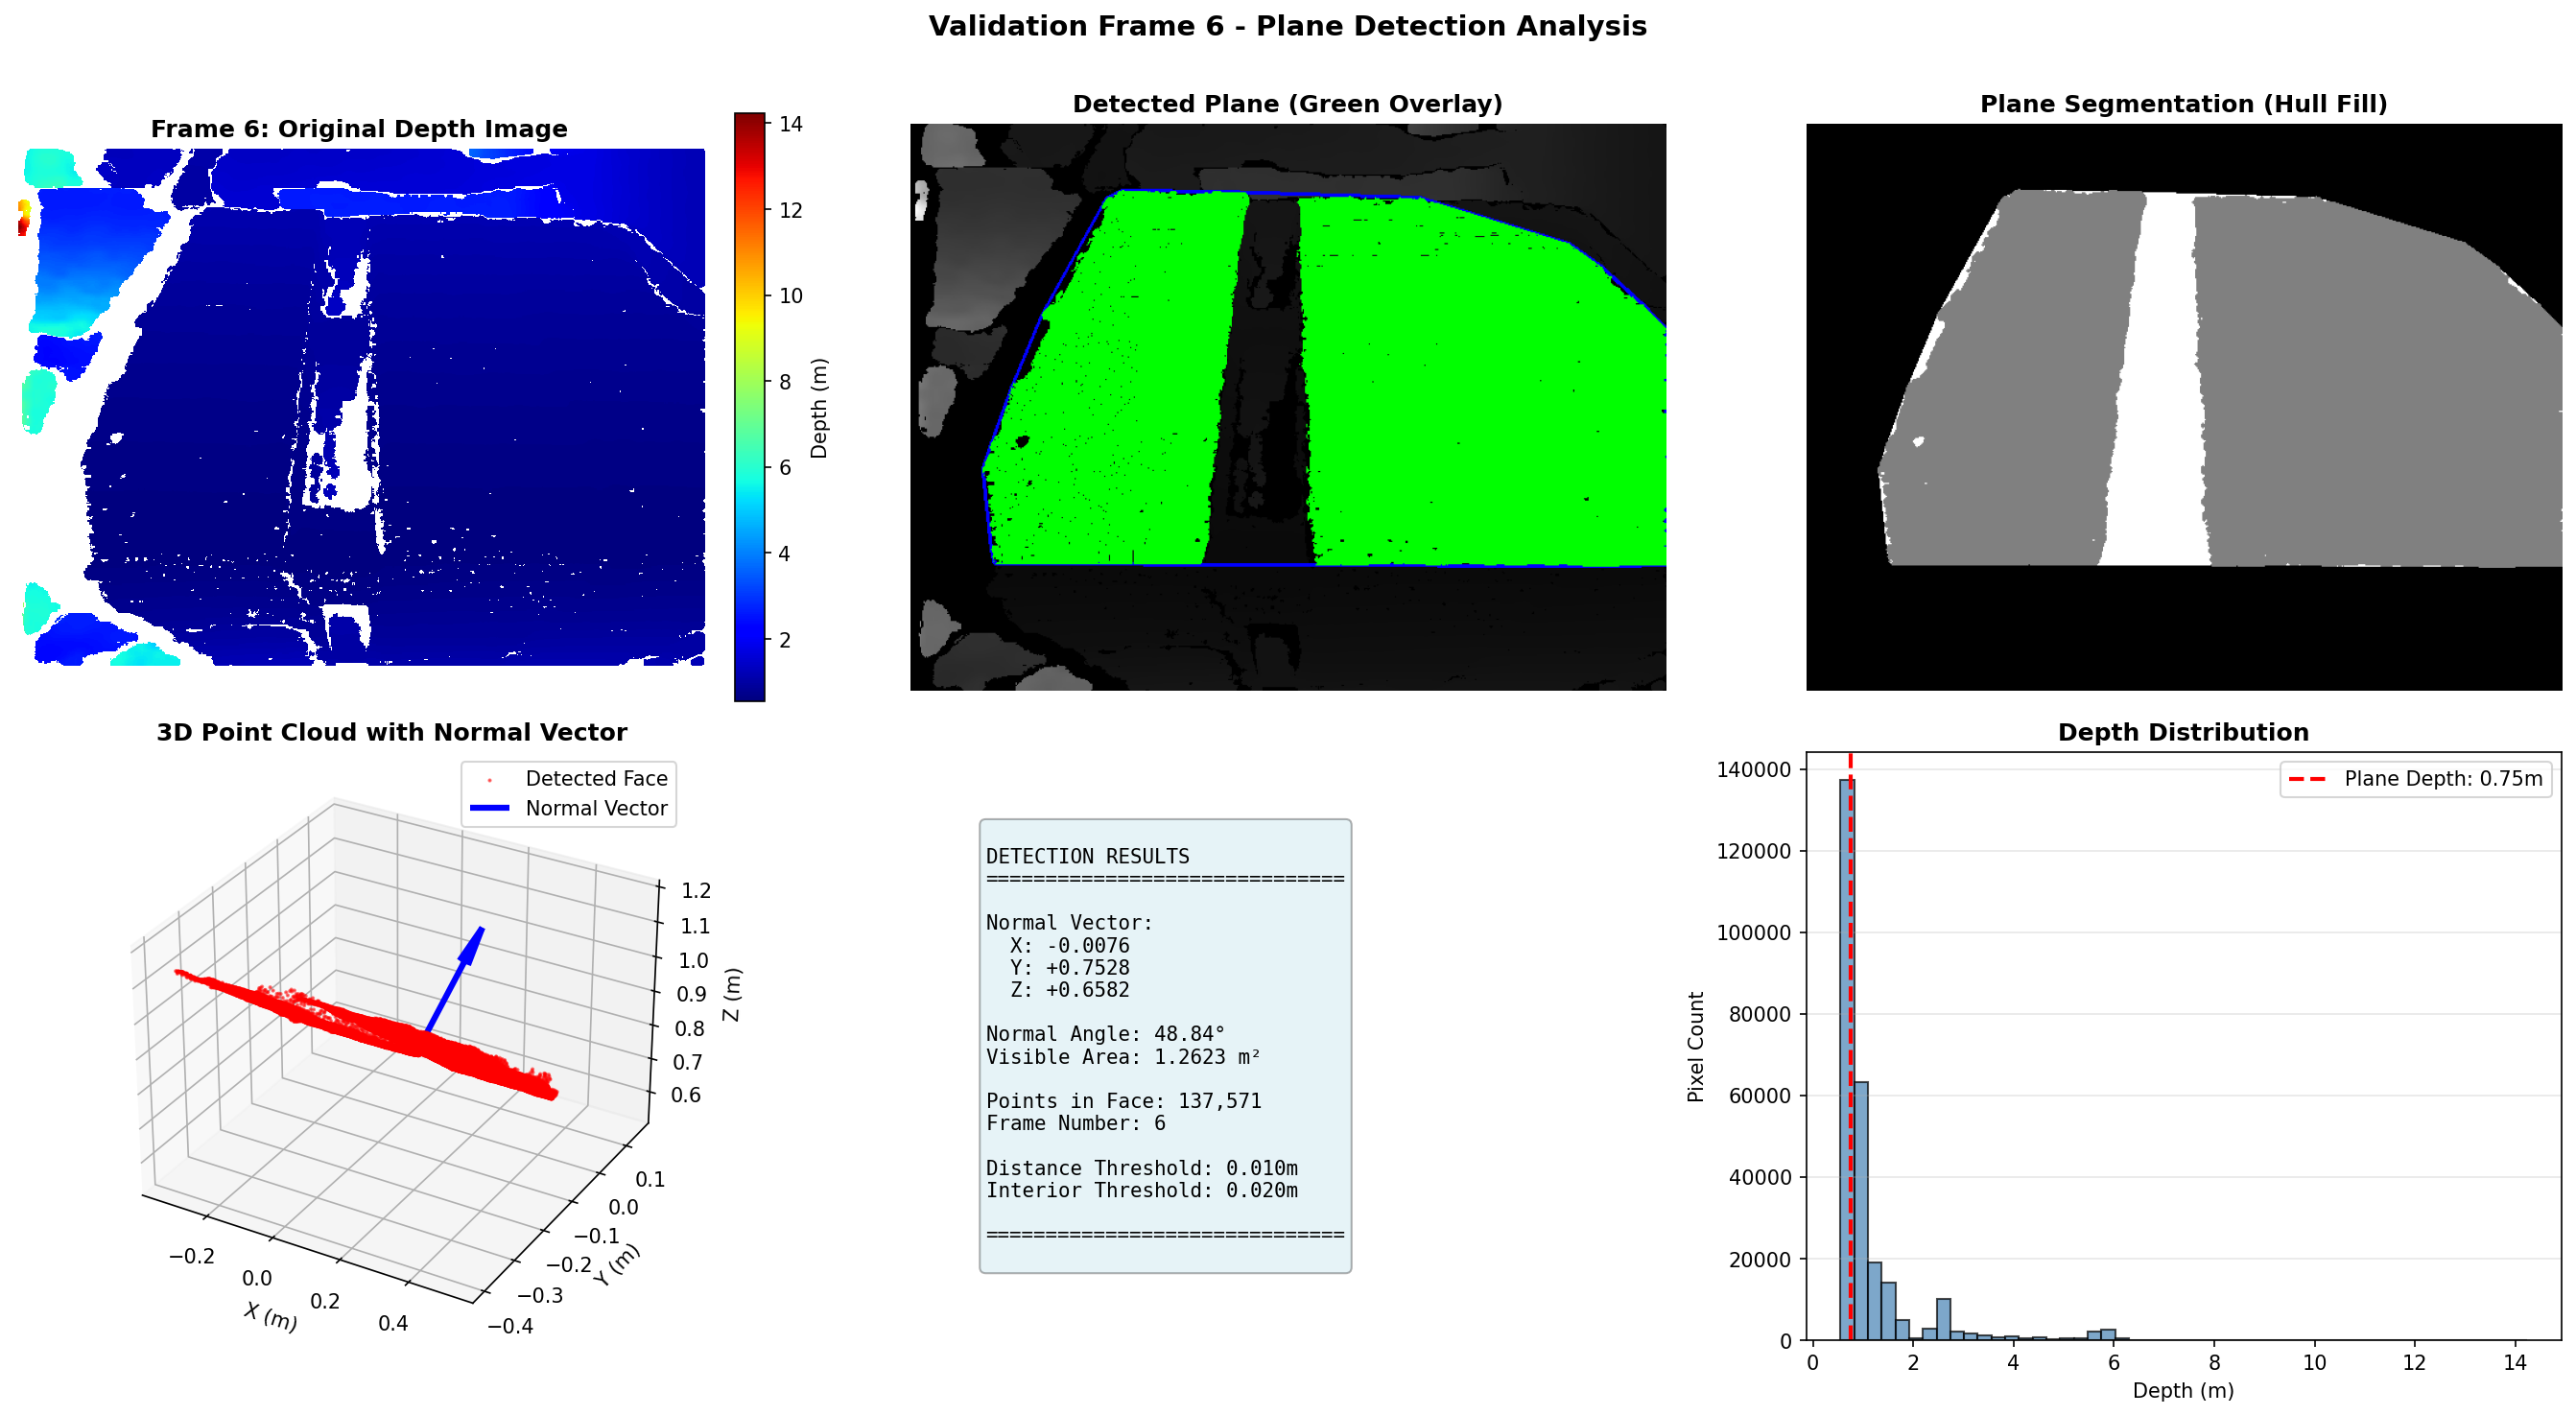 Validation Frame 6 - Plane Detection Analysis
Frame 6: Original Depth Image
14
12
10
8
6
4
2
Depth (m)
Detected Plane (Green Overlay)
Plane Segmentation (Hull Fill)
3D Point Cloud with Normal Vector
Detected Face
Normal Vector
1.2
1.1
1.0
0.9
0.8
0.7
0.6
Z (m)
0.1
0.0
−0.1
−0.2
−0.3
−0.4
Y (m)
−0.2
0.0
0.2
0.4
X (m)
DETECTION RESULTS
==============================
Normal Vector:
X: -0.0076
Y: +0.7528
Z: +0.6582
Normal Angle: 48.84°
Visible Area: 1.2623 m²
Points in Face: 137,571
Frame Number: 6
Distance Threshold: 0.010m
Interior Threshold: 0.020m
==============================
Depth Distribution
Plane Depth: 0.75m
140000
120000
100000
80000
60000
40000
20000
0
Pixel Count
0 2 4 6 8 10 12 14
Depth (m)